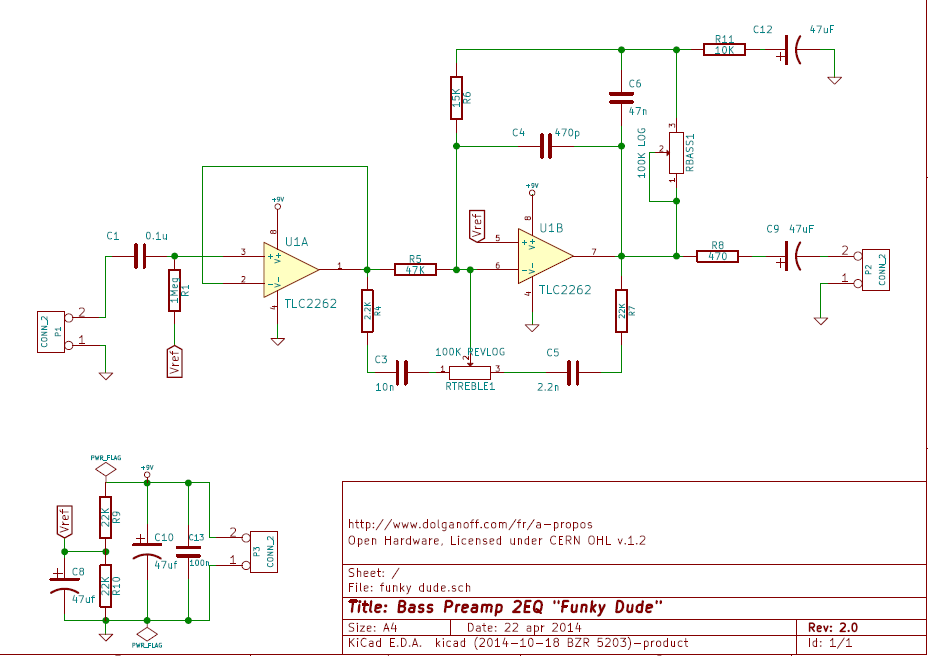 C12 47uF
R11
10K
+
15K
R6
C6
47n
C4 470p
100K LOG
3
2
1
RBASS1
+9V
8
U1A
3
2
+
-
V+
V-
1
4
TLC2262
C1 0.1u
1Meg
R1
Vref
CONN_2
P1
2
1
R5
47K
2.2K
R4
+9V
8
Vref
5
6
+
-
V+
V-
U1B
7
4
TLC2262
22K
R7
R8
470
C9 47uF
+
2
1
P2
CONN_2
C3
10n
100K REVLOG
2
1
3
RTREBLE1
C5
2.2n
PWR_FLAG
+9V
Vref
22K
R9
C10
+
47uf
C13
100n
2
1
P3
CONN_2
C8
+
47uf
22K
R10
PWR_FLAG
http://www.dolganoff.com/fr/a-propos
Open Hardware, Licensed under CERN OHL v.1.2
Sheet: /
File: funky dude.sch
Title: Bass Preamp 2EQ "Funky Dude"
Size: A4 Date: 22 apr 2014 Rev: 2.0
KiCad E.D.A. kicad (2014-10-18 BZR 5203)-product Id: 1/1